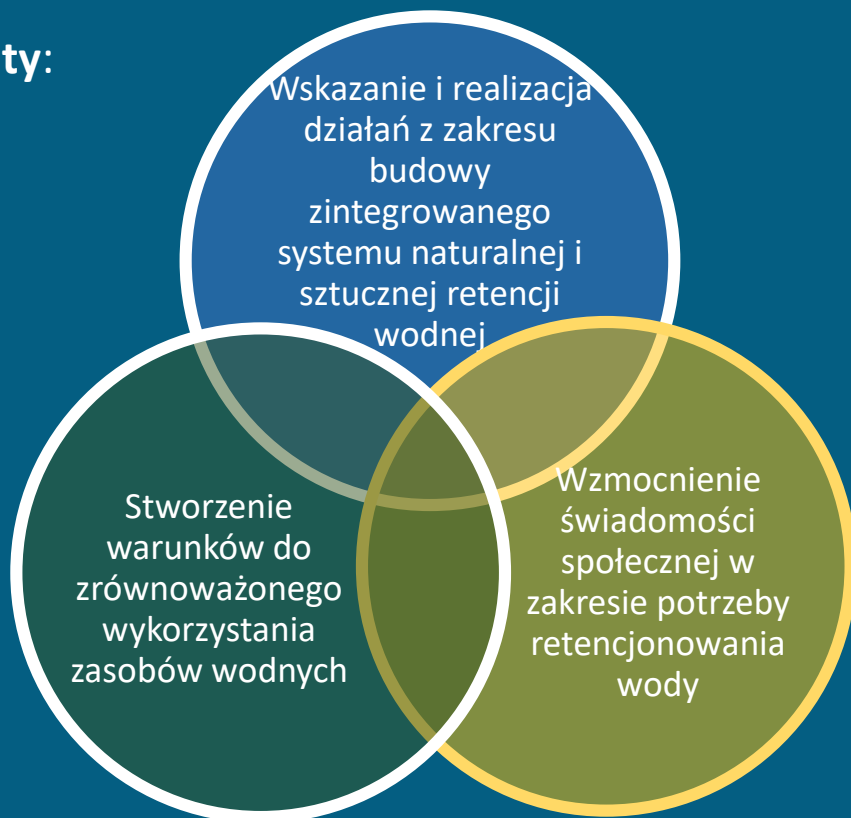 ty:
Wskazanie i realizacja
działań z zakresu
budowy
zintegrowanego
systemu naturalnej i
sztucznej retencji
wodnej
Stworzenie
warunków do
zrównoważonego
wykorzystania
zasobów wodnych
Wzmocnienie
świadomości
społecznej w
zakresie potrzeby
retencjonowania
wody